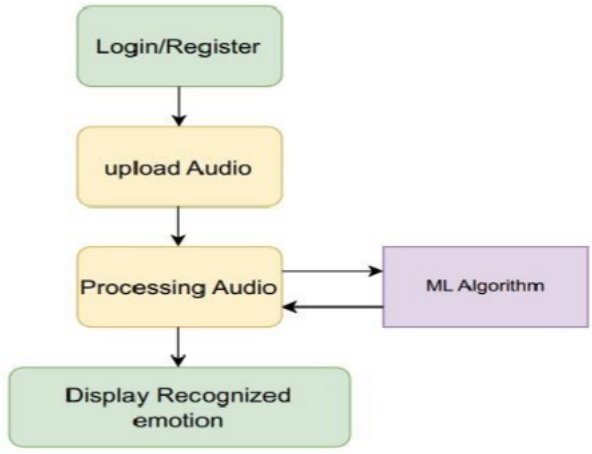 Login/Register
upload Audio
Processing Audio
ML Algorithm
Display Recognized
emotion